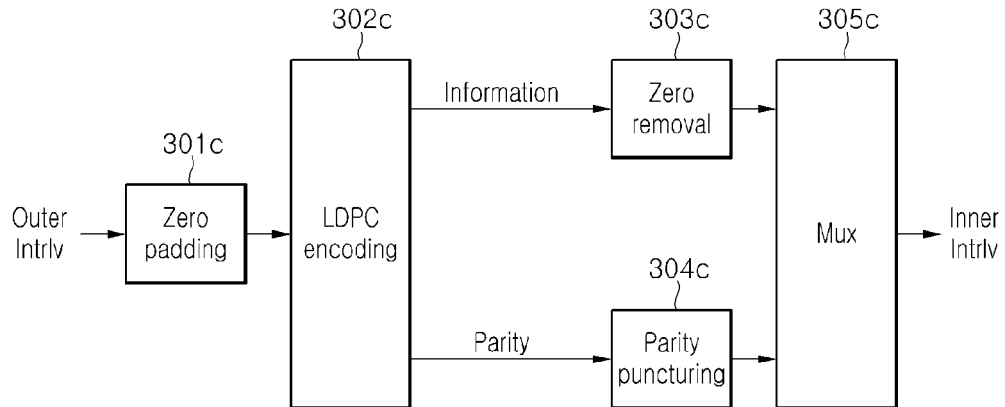 302c
303c
305c
Information
Zero
removal
301c
Outer
Intrlv
Zero
padding
LDPC
encoding
Mux
Inner
Intrlv
304c
Parity
Parity
puncturing